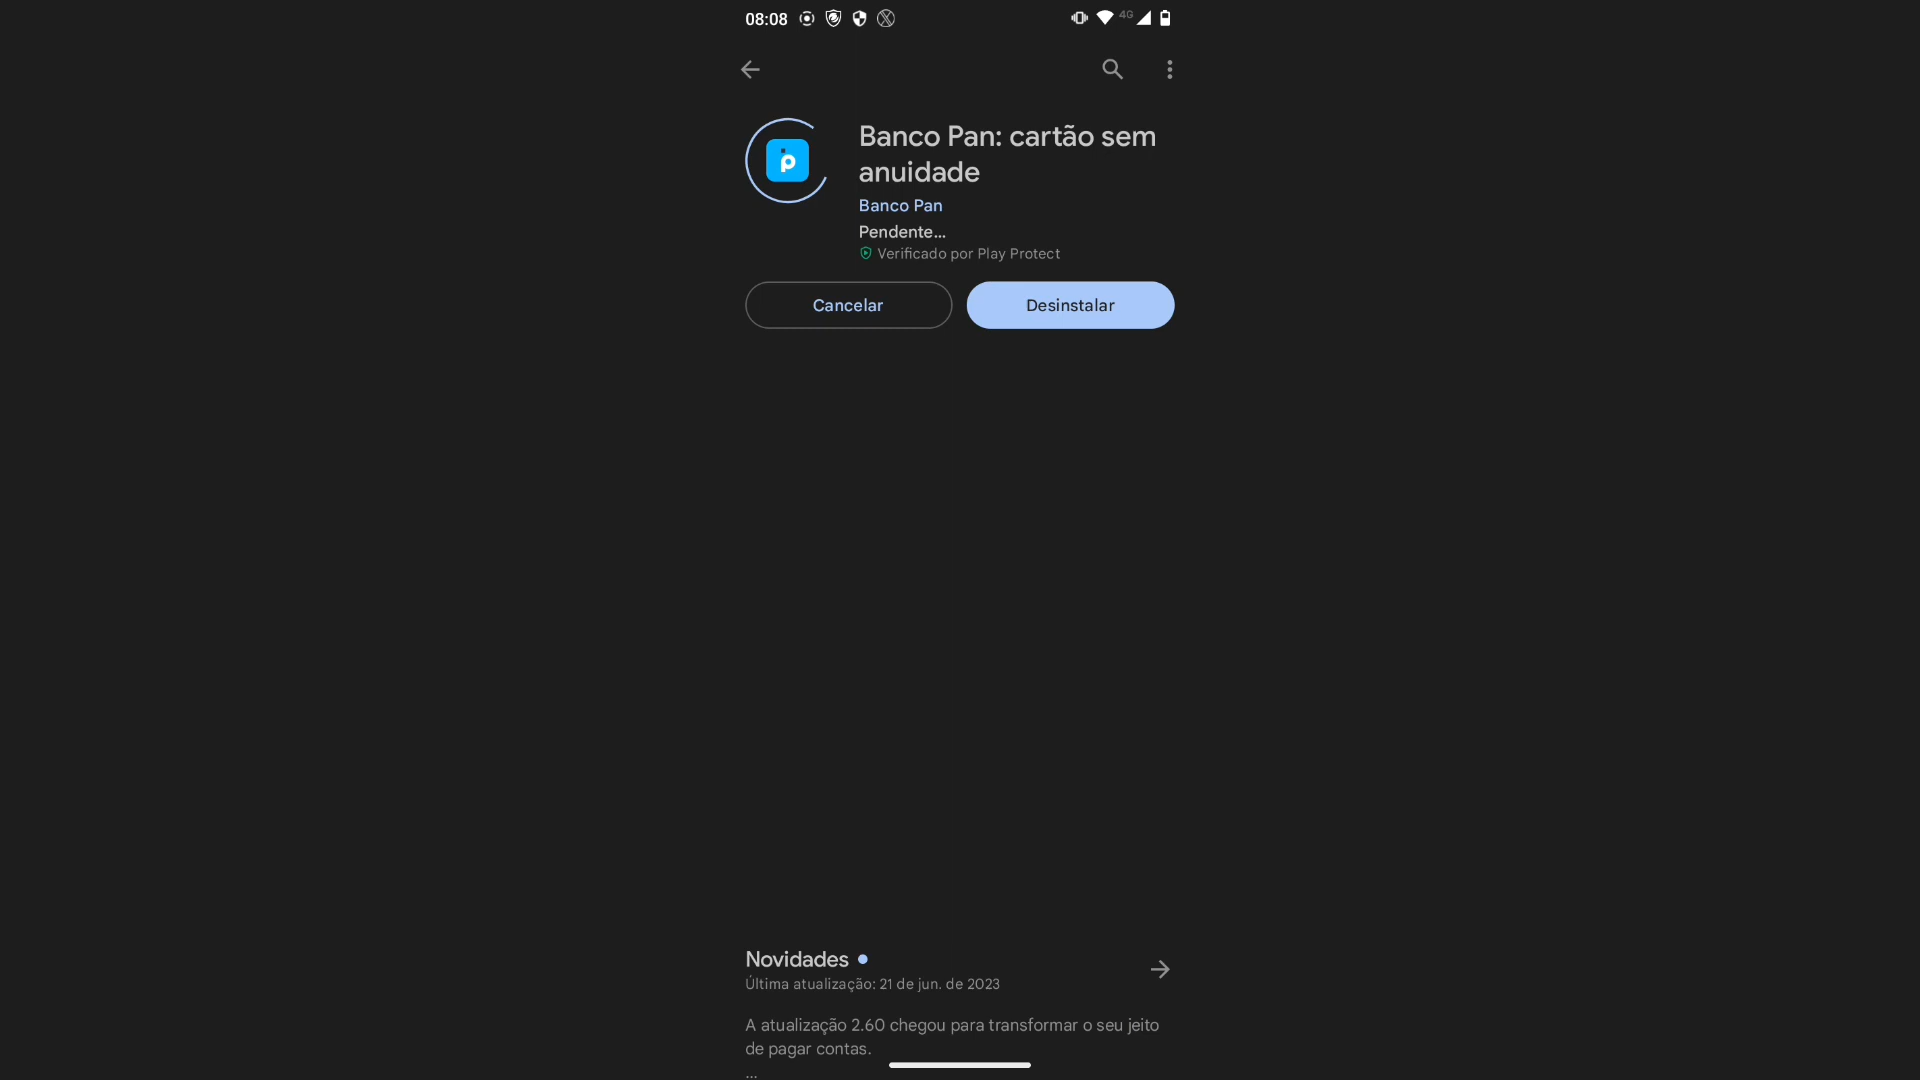 08:08
4G
Banco Pan: cartão sem
anuidade
Banco Pan
Pendente...
Verificado por Play Protect
Cancelar
Desinstalar
Novidades
Última atualização: 21 de jun. de 2023
A atualização 2.60 chegou para transformar o seu jeito
de pagar contas.
...